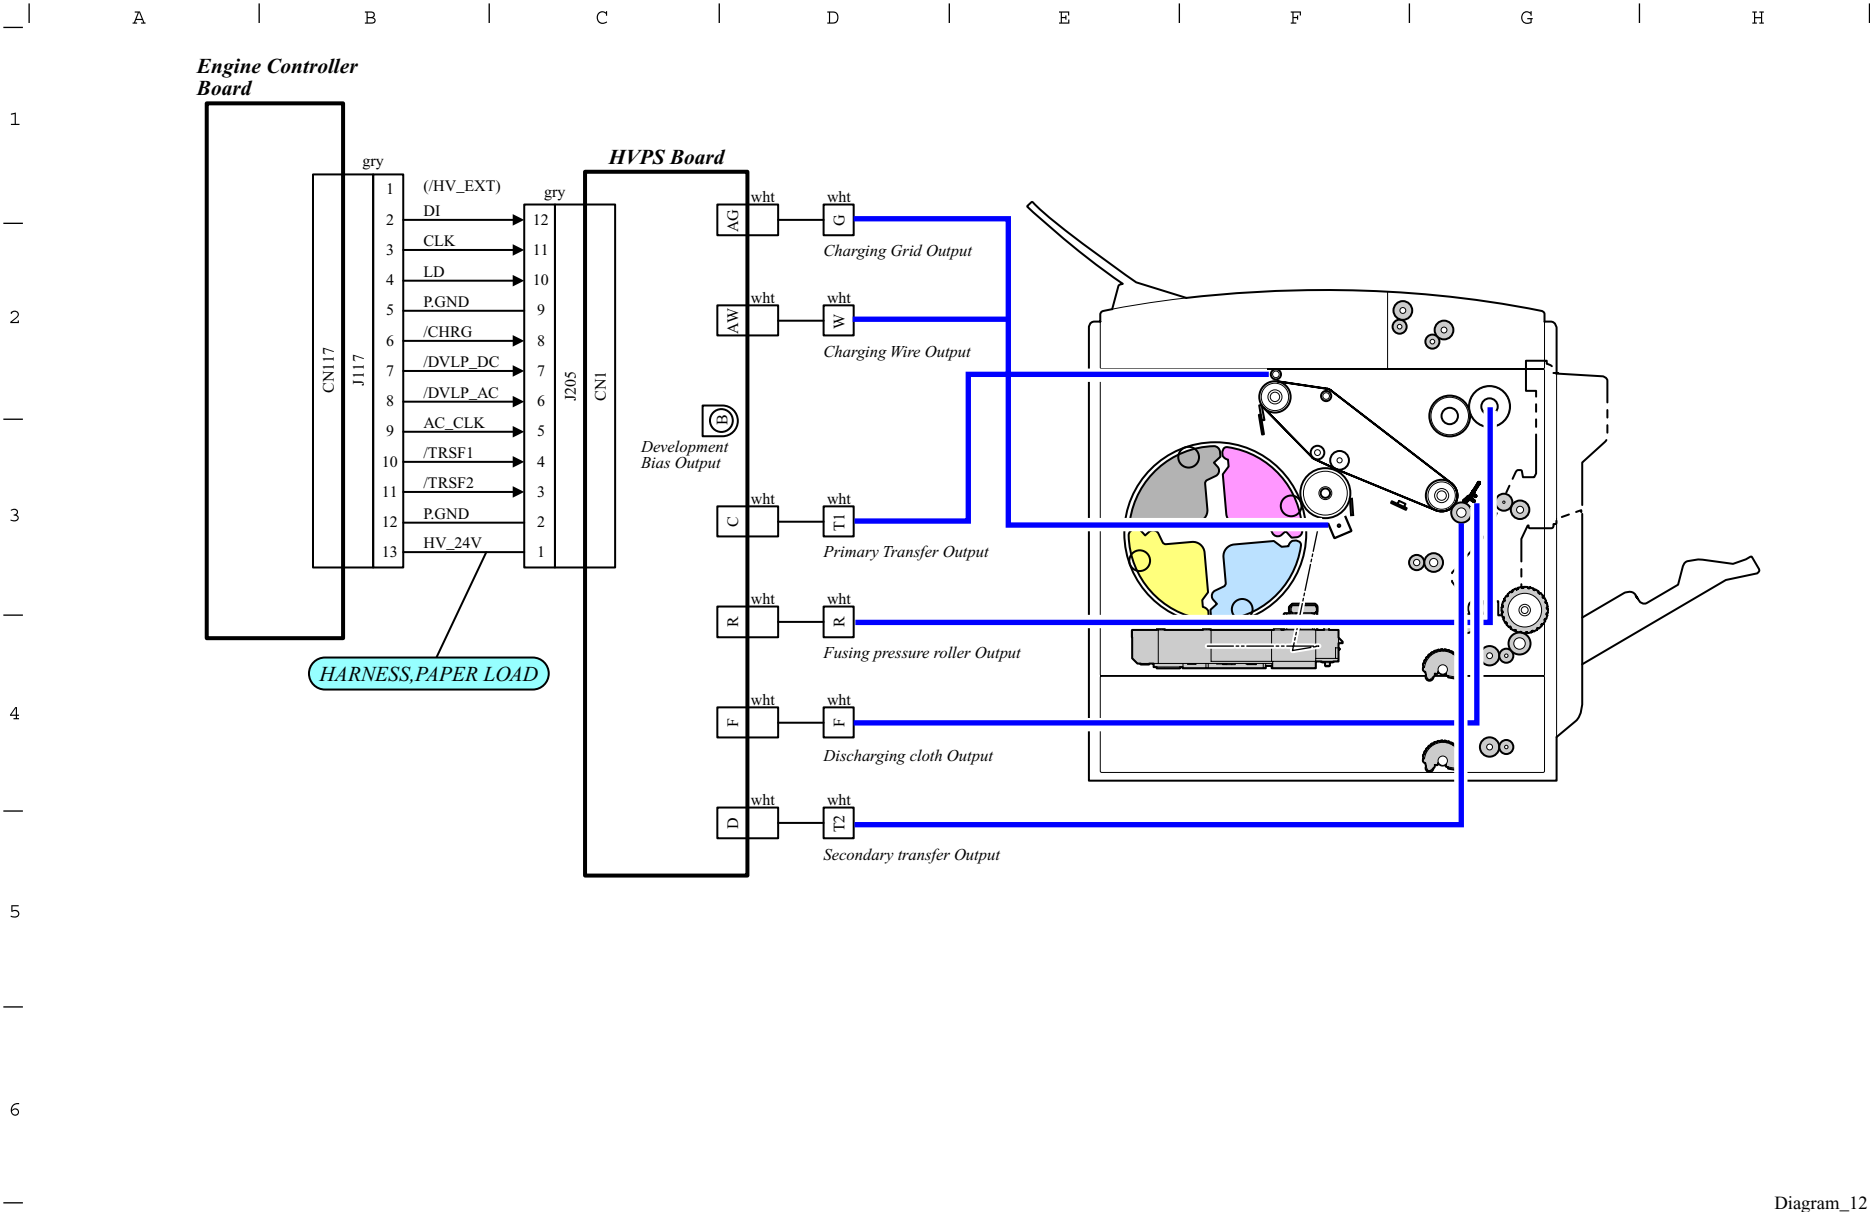 A B C D E F G H
1
2
3
4
5
6
Engine Controller
Board
CN117
J117
gry
1 (/HV_EXT)
2 DI 12
3 CLK 11
4 LD 10
5 P.GND 9
6 /CHRG 8
7 /DVLP_DC 7
8 /DVLP_AC 6
9 AC_CLK 5
10 /TRSF1 4
11 /TRSF2 3
12 P.GND 2
13 HV_24V 1
gry
J205
CN1
HARNESS,PAPER LOAD
HVPS Board
AG wht wht G
Charging Grid Output
AW wht wht W
Charging Wire Output
B
Development
Bias Output
C wht wht T1
Primary Transfer Output
R wht wht R
Fusing pressure roller Output
F wht wht F
Discharging cloth Output
D wht wht T2
Secondary transfer Output
Diagram_12